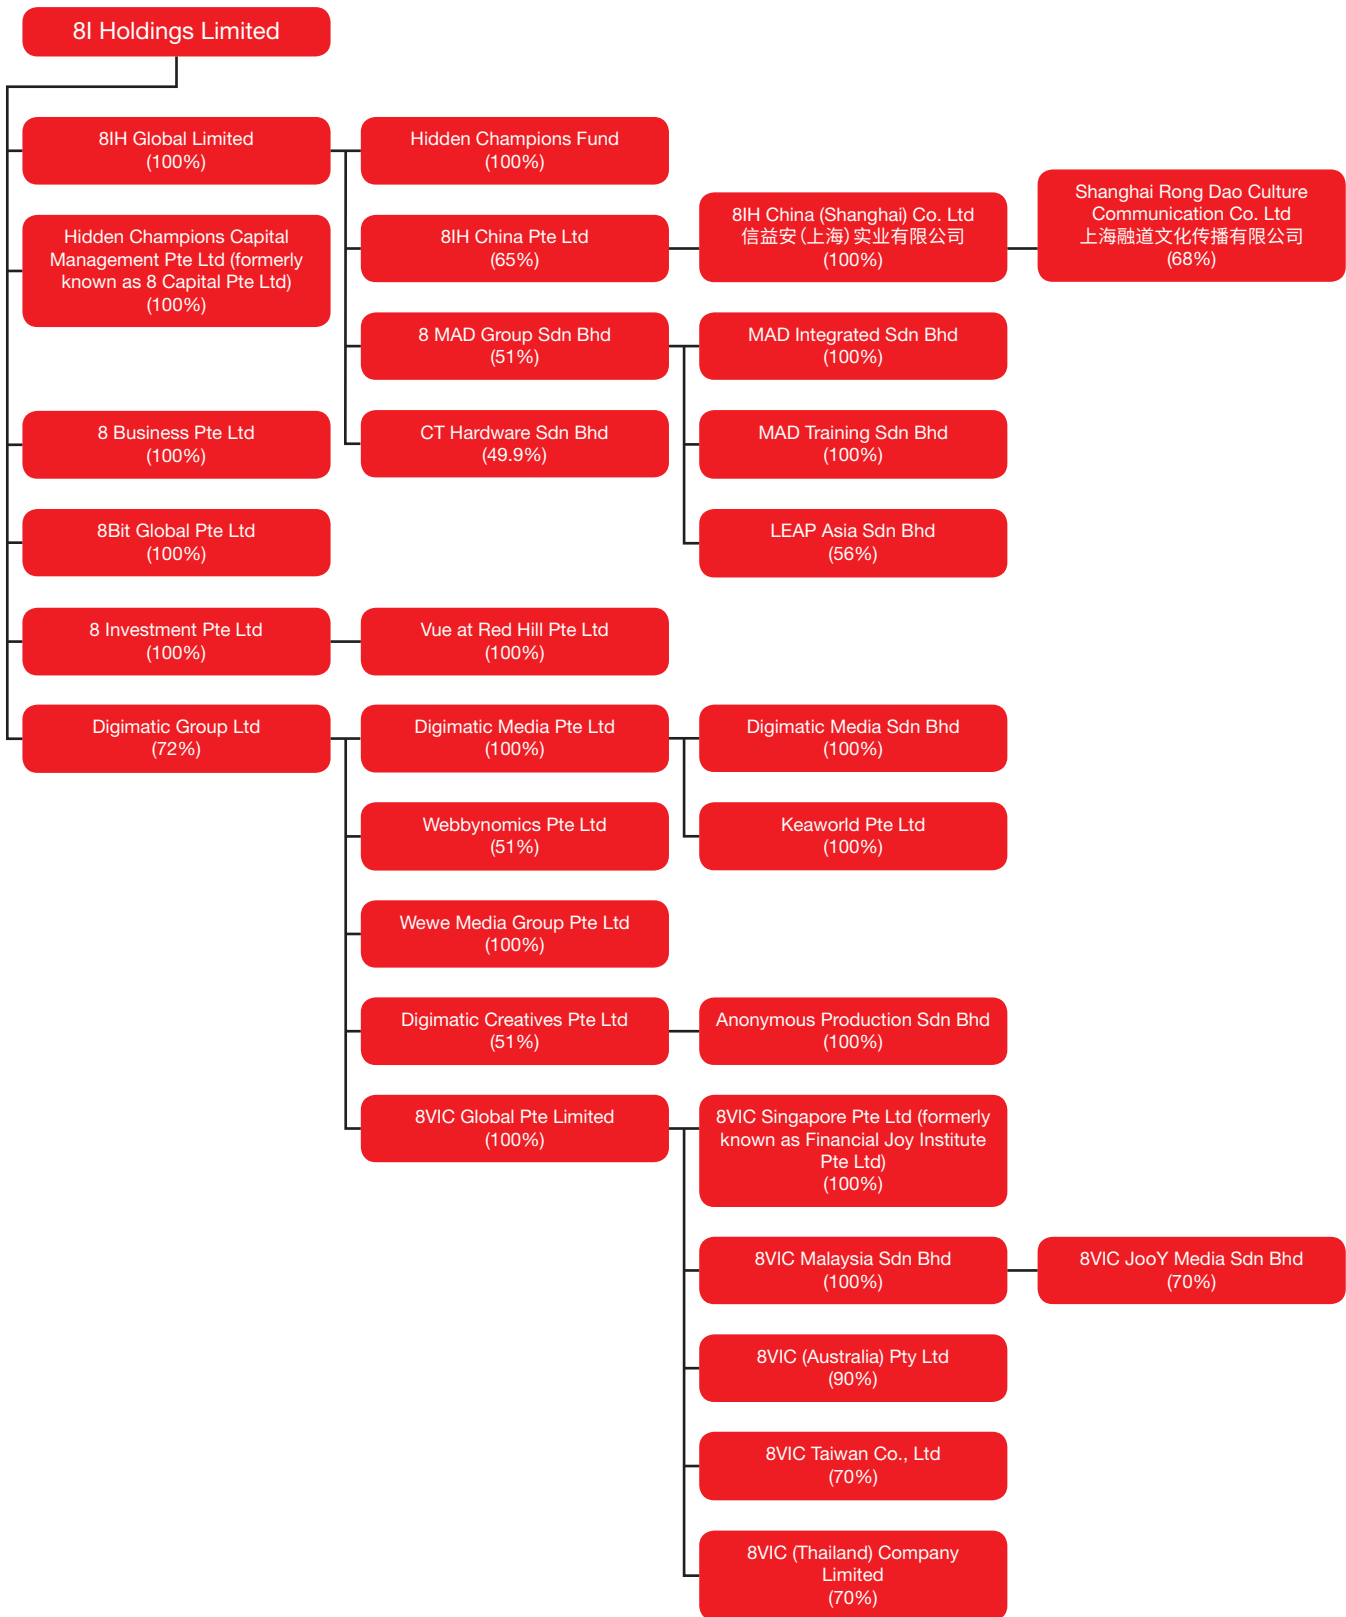 8I Holdings Limited
8IH Global Limited
(100%)
Hidden Champions Fund
(100%)
Hidden Champions Capital
Management Pte Ltd (formerly
known as 8 Capital Pte Ltd)
(100%)
8IH China Pte Ltd
(65%)
8IH China (Shanghai) Co. Ltd
信益安（上海）实业有限公司
(100%)
Shanghai Rong Dao Culture
Communication Co. Ltd
上海融道文化传播有限公司
(68%)
8 MAD Group Sdn Bhd
(51%)
MAD Integrated Sdn Bhd
(100%)
8 Business Pte Ltd
(100%)
CT Hardware Sdn Bhd
(49.9%)
MAD Training Sdn Bhd
(100%)
8Bit Global Pte Ltd
(100%)
LEAP Asia Sdn Bhd
(56%)
8 Investment Pte Ltd
(100%)
Vue at Red Hill Pte Ltd
(100%)
Digimatic Group Ltd
(72%)
Digimatic Media Pte Ltd
(100%)
Digimatic Media Sdn Bhd
(100%)
Webbynomics Pte Ltd
(51%)
Keaworld Pte Ltd
(100%)
Wewe Media Group Pte Ltd
(100%)
Digimatic Creatives Pte Ltd
(51%)
Anonymous Production Sdn Bhd
(100%)
8VIC Global Pte Limited
(100%)
8VIC Singapore Pte Ltd (formerly
known as Financial Joy Institute
Pte Ltd)
(100%)
8VIC Malaysia Sdn Bhd
(100%)
8VIC JooY Media Sdn Bhd
(70%)
8VIC (Australia) Pty Ltd
(90%)
8VIC Taiwan Co., Ltd
(70%)
8VIC (Thailand) Company
Limited
(70%)